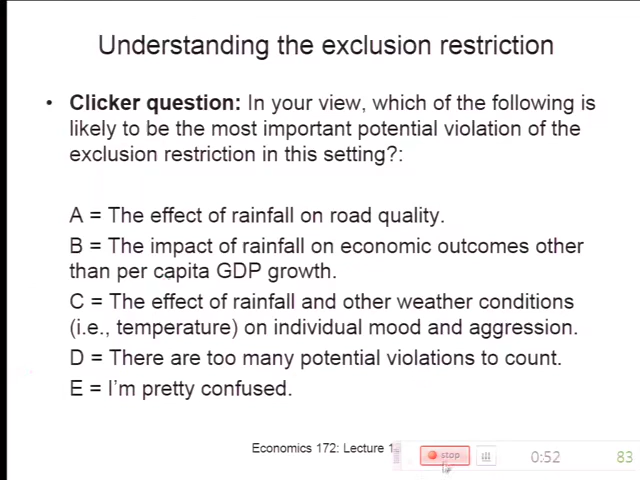 Understanding the exclusion restriction
• Clicker question: In your view, which of the following is
likely to be the most important potential violation of the
exclusion restriction in this setting?:
A = The effect of rainfall on road quality.
B = The impact of rainfall on economic outcomes other
than per capita GDP growth.
C = The effect of rainfall and other weather conditions
(i.e., temperature) on individual mood and aggression.
D = There are too many potential violations to count.
E = I'm pretty confused.
Economics 172: Lecture 1
stop 0:52 83